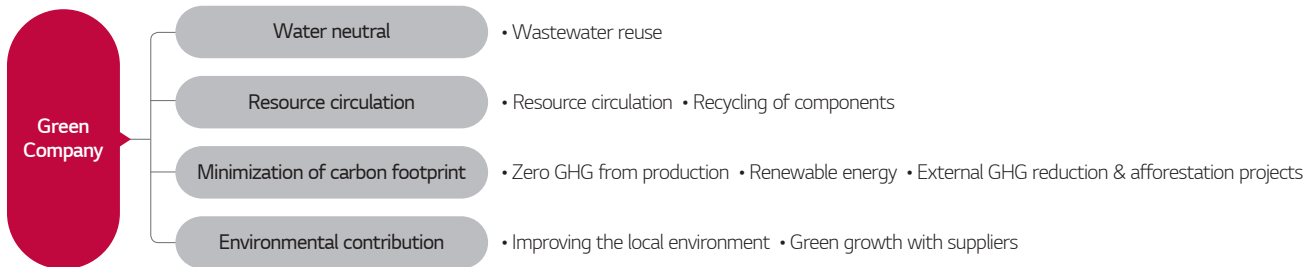 Green
Company
Water neutral
• Wastewater reuse
Resource circulation
• Resource circulation • Recycling of components
Minimization of carbon footprint
• Zero GHG from production • Renewable energy • External GHG reduction & afforestation projects
Environmental contribution
• Improving the local environment • Green growth with suppliers